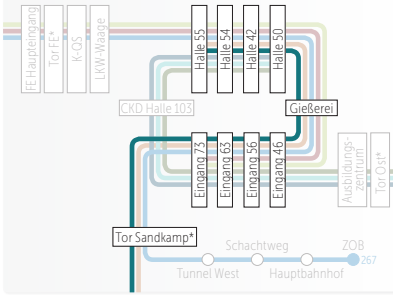 FE Haupteingang
Tor FE*
K-QS
LKW-Waage
Halle 55
Halle 54
Halle 42
Halle 50
CKD Halle 103
Gießerei
Eingang 73
Eingang 63
Eingang 56
Eingang 46
Ausbildungs-
zentrum
Tor Ost*
Tor Sandkamp*
Schachtweg
ZOB
267
Tunnel West
Hauptbahnhof